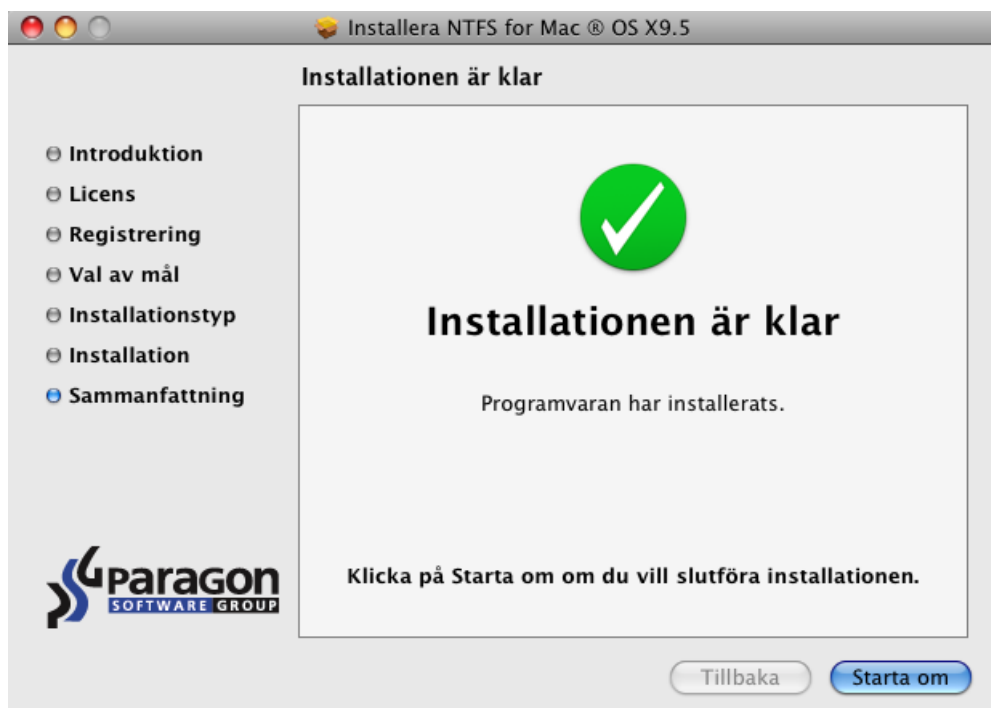 Installera NTFS for Mac ® OS X9.5
Installationen är klar
Introduktion
Licens
Registrering
Val av mål
Installationstyp
Installation
Sammanfattning
Installationen är klar
Programvaran har installerats.
Klicka på Starta om om du vill slutföra installationen.
paragon
SOFTWARE GROUP
Tillbaka
Starta om